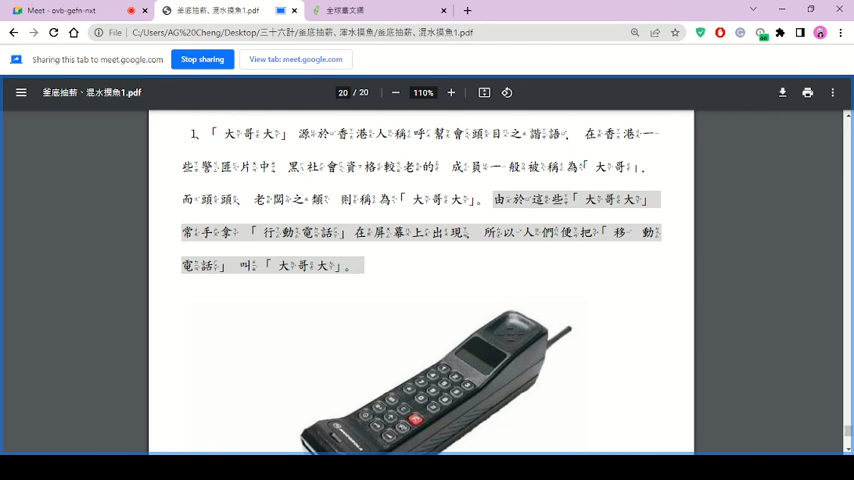 Meet - ovb-gefn-nxt
釜底抽薪、混水摸魚1.pdf
全球童文網
File
C:/Users/AG%20Cheng/Desktop/三十六計/釜底抽薪、渾水摸魚/釜底抽薪、混水摸魚1.pdf
Sharing this tab to meet.google.com
Stop sharing
View tab: meet.google.com
釜底抽薪、混水摸魚1.pdf
20 / 20
110%
1、「大哥大」源於香港人稱呼幫會頭目之諧語，在香港一
些警匪片中 黑社會資格較老的 成員一般被稱為「大哥」，
而頭頭、老闆之類 則稱為「大哥大」。由於這些「大哥大」
常手拿「行動電話」在屏幕上出現、所以人們便把「移 動
電話」叫「大哥大」。
MOTOROLA